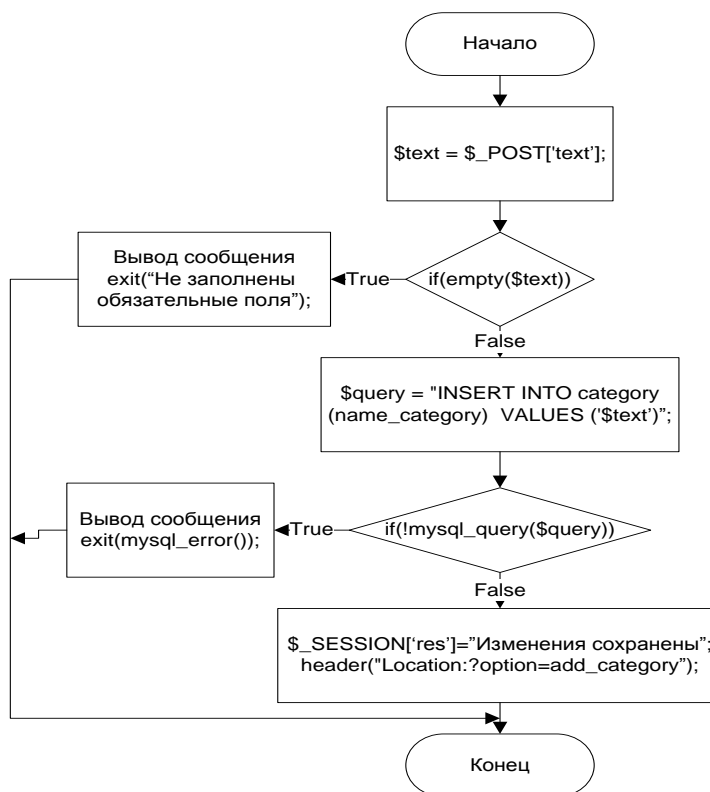 Начало
$text = $_POST['text'];
if(empty($text))
True
Вывод сообщения
exit(“Не заполнены
обязательные поля”);
False
$query = "INSERT INTO category
(name_category)  VALUES ('$text’)”;
if(!mysql_query($query))
True
Вывод сообщения
exit(mysql_error());
False
$_SESSION[‘res’]=”Изменения сохранены”;
header("Location:?option=add_category”);
Конец